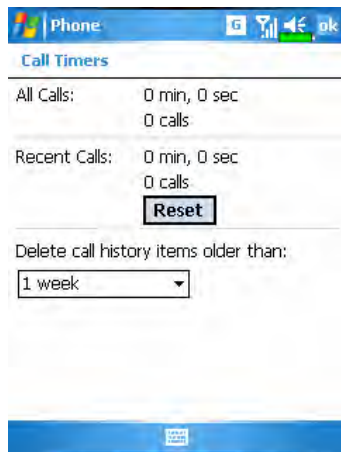 Phone G ok
Call Timers
All Calls: 0 min, 0 sec
0 calls
Recent Calls: 0 min, 0 sec
0 calls
Reset
Delete call history items older than:
1 week